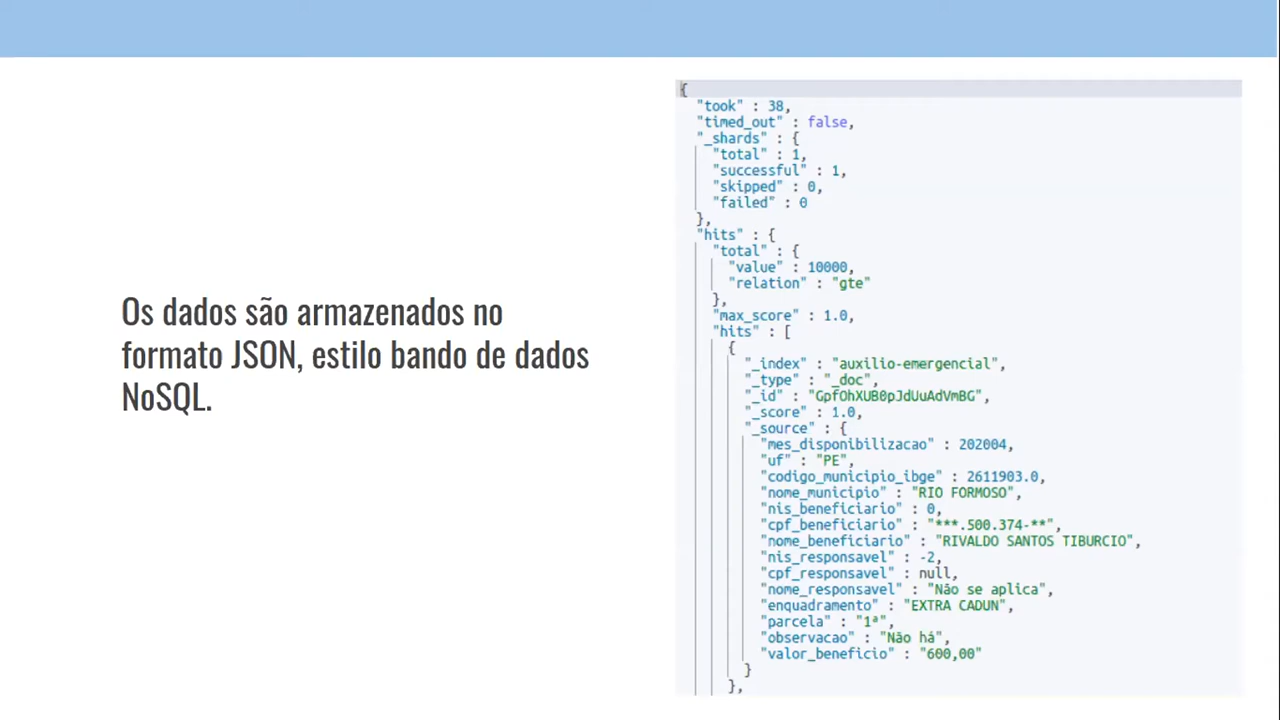 Os dados são armazenados no
formato JSON, estilo bando de dados
NoSQL.
{
"took" : 38,
"timed_out" : false,
"_shards" : {
"total" : 1,
"successful" : 1,
"skipped" : 0,
"failed" : 0
},
"hits" : {
"total" : {
"value" : 10000,
"relation" : "gte"
},
"max_score" : 1.0,
"hits" : [
{
"_index" : "auxilio-emergencial",
"_type" : "_doc",
"_id" : "GpfOhXUB0pJdUuAdVmBG",
"_score" : 1.0,
"_source" : {
"mes_disponibilizacao" : 202004,
"uf" : "PE",
"codigo_municipio_ibge" : 2611903.0,
"nome_municipio" : "RIO FORMOSO",
"nis_beneficiario" : 0,
"cpf_beneficiario" : "***.500.374-**",
"nome_beneficiario" : "RIVALDO SANTOS TIBURCIO",
"nis_responsavel" : -2,
"cpf_responsavel" : null,
"nome_responsavel" : "Não se aplica",
"enquadramento" : "EXTRA CADUN",
"parcela" : "1ª",
"observacao" : "Não há",
"valor_beneficio" : "600,00"
}
},